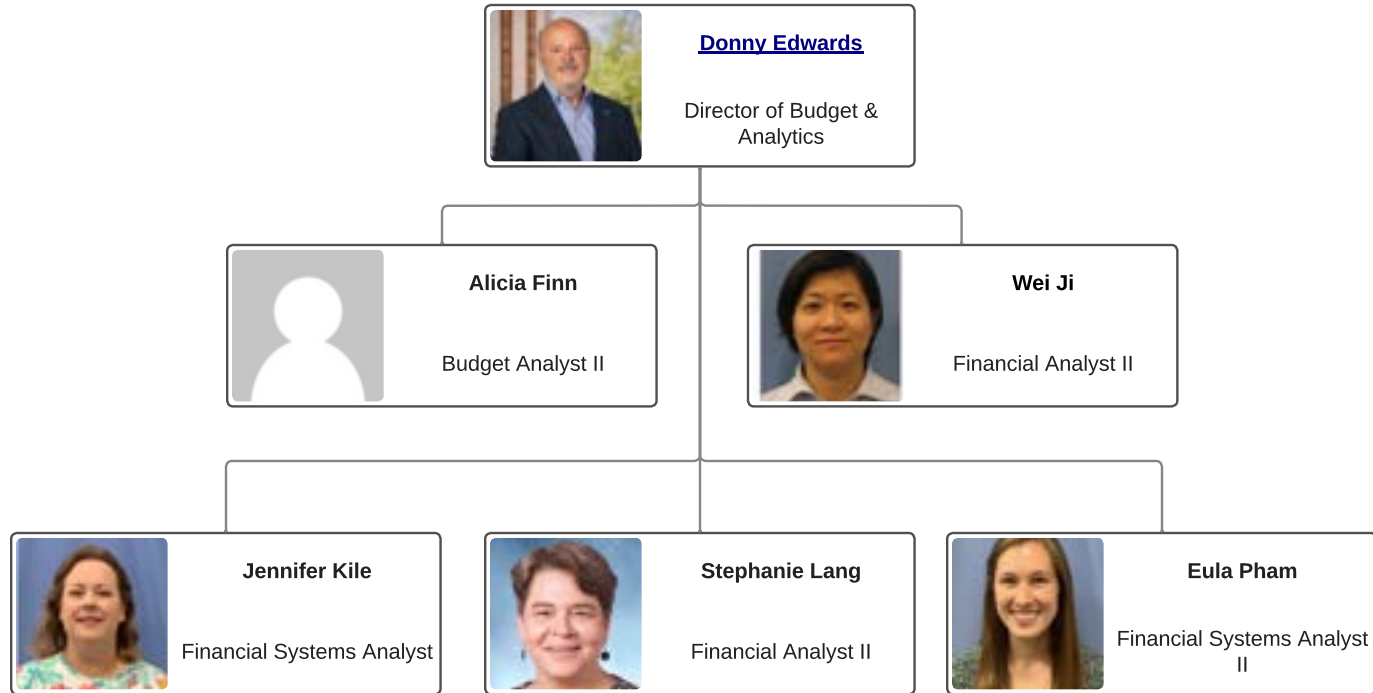 Donny Edwards
Director of Budget &
Analytics
Alicia Finn
Budget Analyst II
Wei Ji
Financial Analyst II
Jennifer Kile
Financial Systems Analyst
Stephanie Lang
Financial Analyst II
Eula Pham
Financial Systems Analyst
II